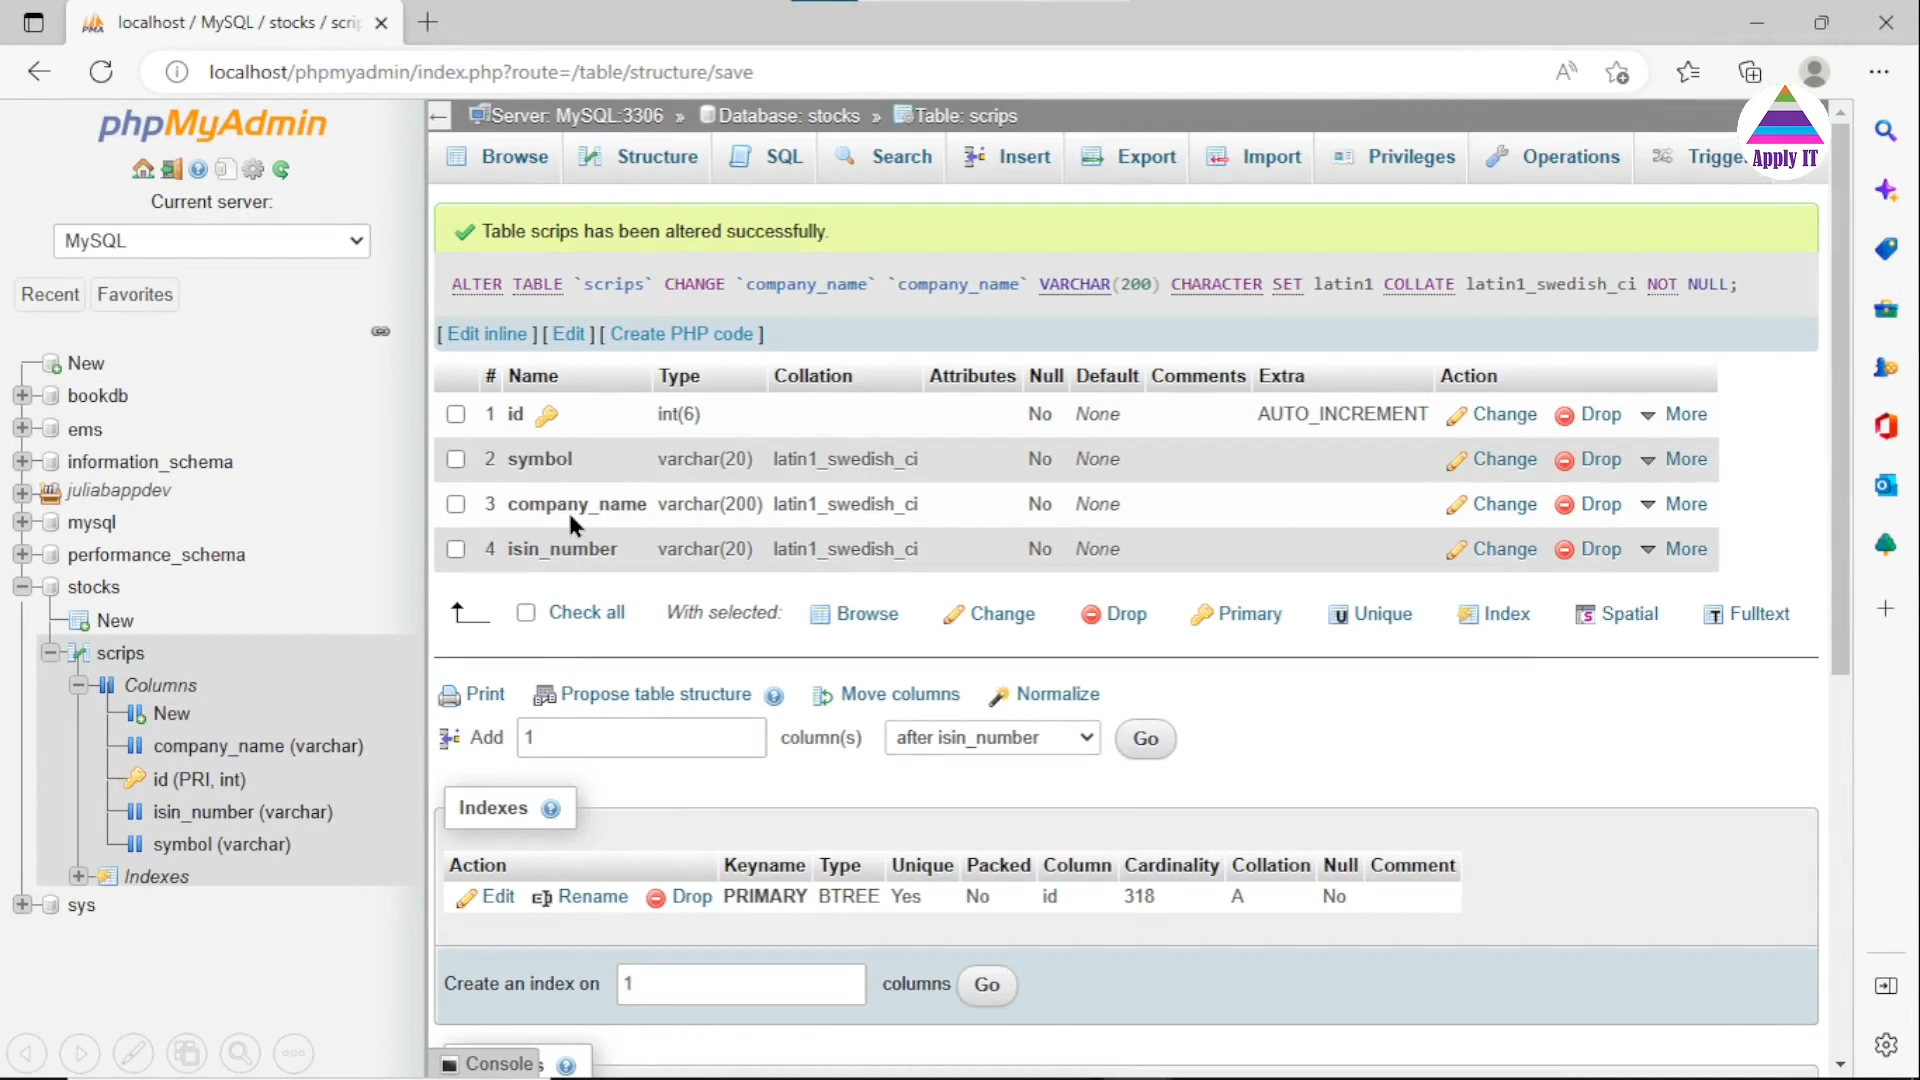 localhost / MySQL / stocks / scrip
localhost/phpmyadmin/index.php?route=/table/structure/save
phpMyAdmin
Current server:
MySQL
Recent Favorites
New
bookdb
ems
information_schema
juliabappdev
mysql
performance_schema
stocks
New
scrips
Columns
New
company_name (varchar)
id (PRI, int)
isin_number (varchar)
symbol (varchar)
Indexes
sys
Server: MySQL:3306 » Database: stocks » Table: scrips
Browse Structure SQL Search Insert Export Import Privileges Operations Trigge
Apply IT
Table scrips has been altered successfully.
ALTER TABLE `scrips` CHANGE `company_name` `company_name` VARCHAR(200) CHARACTER SET latin1 COLLATE latin1_swedish_ci NOT NULL;
[ Edit inline ] [ Edit ] [ Create PHP code ]
# Name Type Collation Attributes Null Default Comments Extra Action
1 id int(6) No None AUTO_INCREMENT Change Drop More
2 symbol varchar(20) latin1_swedish_ci No None Change Drop More
3 company_name varchar(200) latin1_swedish_ci No None Change Drop More
4 isin_number varchar(20) latin1_swedish_ci No None Change Drop More
Check all With selected: Browse Change Drop Primary Unique Index Spatial Fulltext
Print Propose table structure Move columns Normalize
Add 1 column(s) after isin_number Go
Indexes
Action Keyname Type Unique Packed Column Cardinality Collation Null Comment
Edit Rename Drop PRIMARY BTREE Yes No id 318 A No
Create an index on 1 columns Go
Console